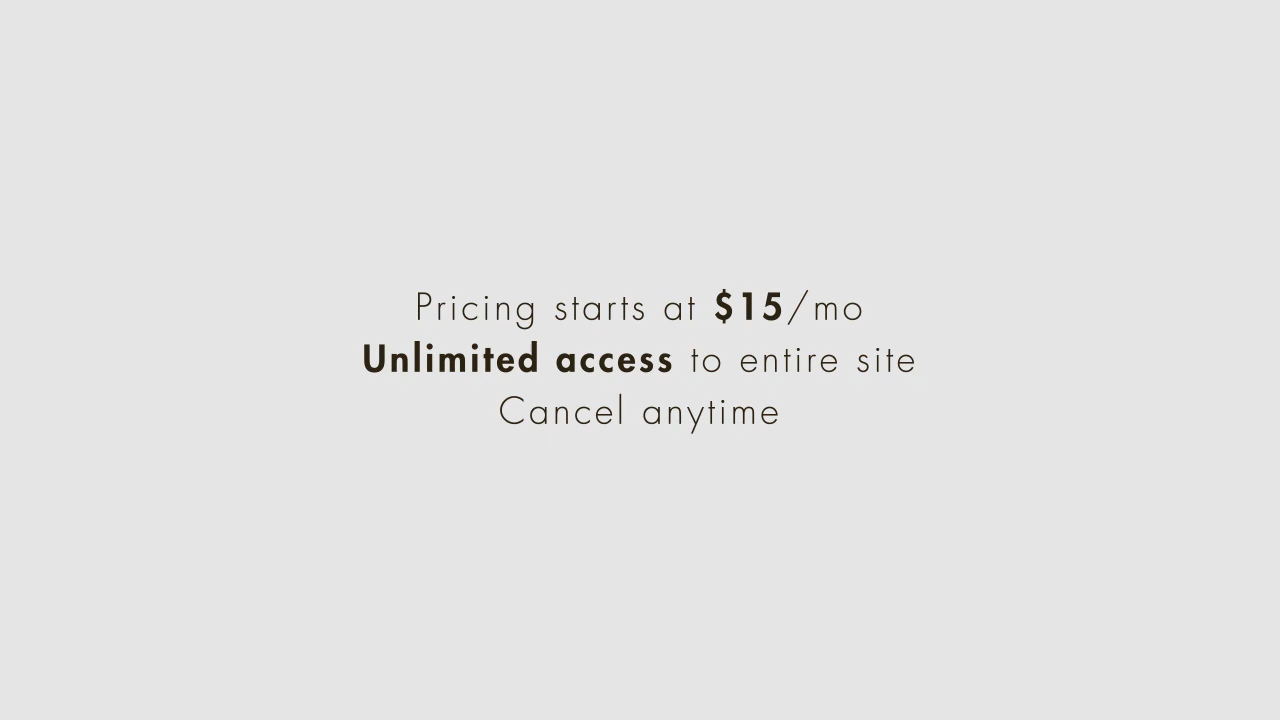 Pricing starts at $15/mo
Unlimited access to entire site
Cancel anytime